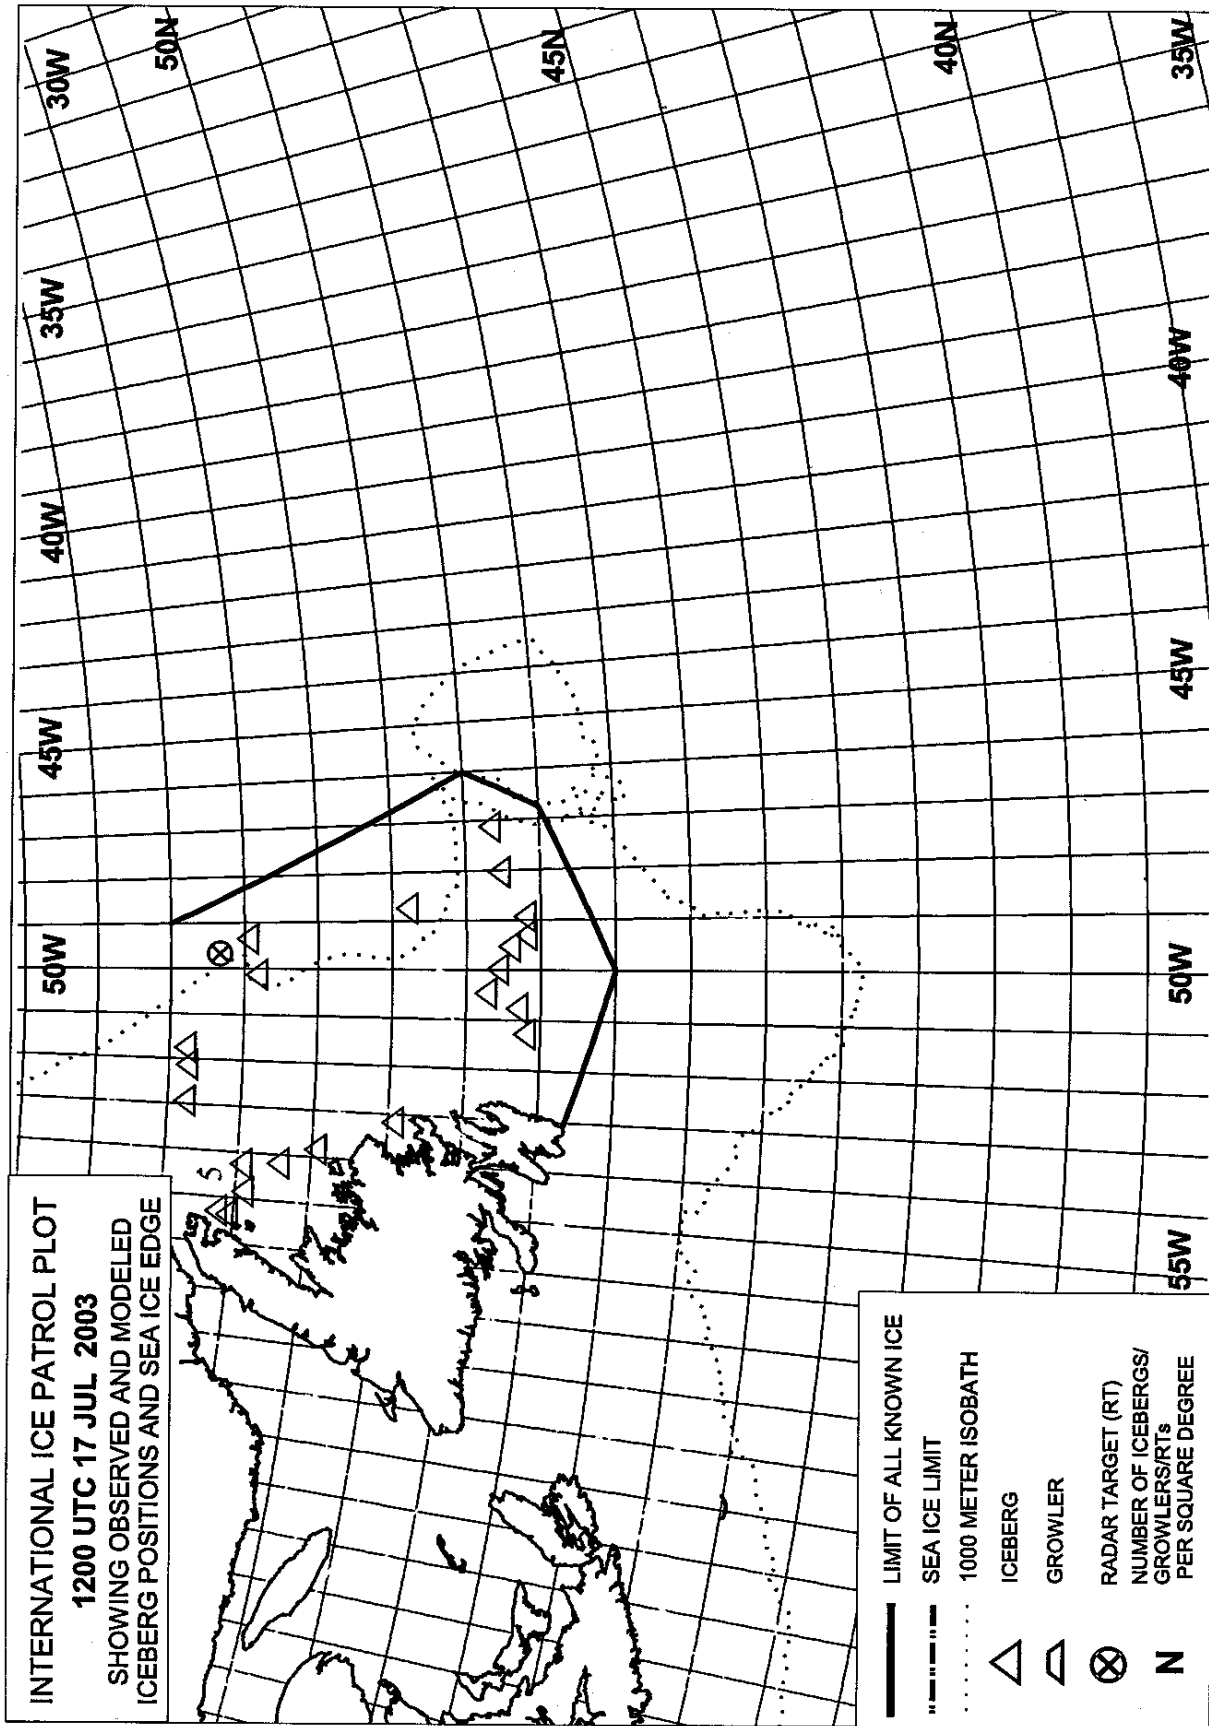 INTERNATIONAL ICE PATROL PLOT
1200 UTC 17 JUL 2003
SHOWING OBSERVED AND MODELED
ICEBERG POSITIONS AND SEA ICE EDGE
50W
45W
40W
35W
30W
50N
45N
40N
35W
40W
45W
50W
55W
5
LIMIT OF ALL KNOWN ICE
SEA ICE LIMIT
1000 METER ISOBATH
ICEBERG
GROWLER
RADAR TARGET (RT)
N NUMBER OF ICEBERGS/
GROWLERS/RTs
PER SQUARE DEGREE